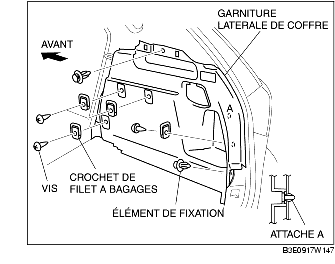 GARNITURE
LATERALE DE COFFRE
AVANT
A
CROCHET DE
FILET A BAGAGES
VIS
ÉLÉMENT DE FIXATION
ATTACHE A
B3E0917W147